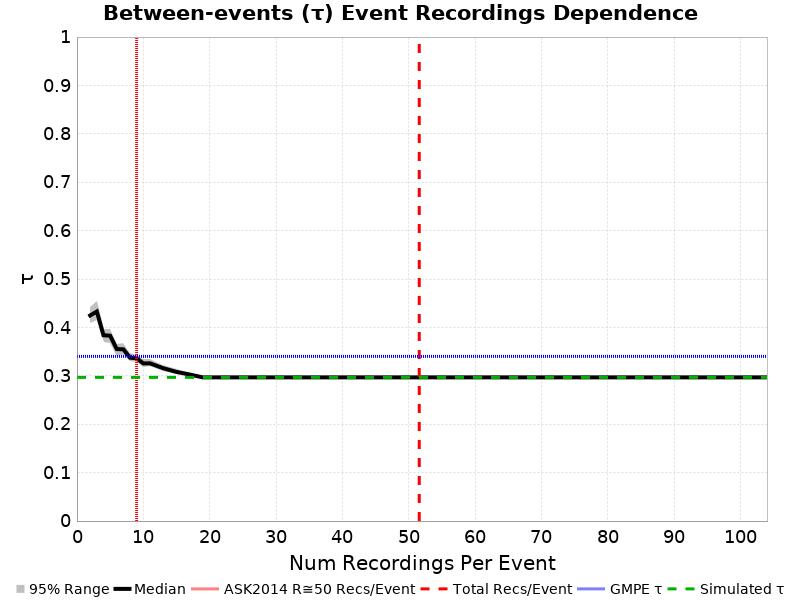 Between-events (τ) Event Recordings Dependence
1
0.9
0.8
0.7
0.6
0.5
0.4
0.3
0.2
0.1
0
τ
0 10 20 30 40 50 60 70 80 90 100
Num Recordings Per Event
95% Range Median ASK2014 R≅50 Recs/Event Total Recs/Event GMPE τ Simulated τ